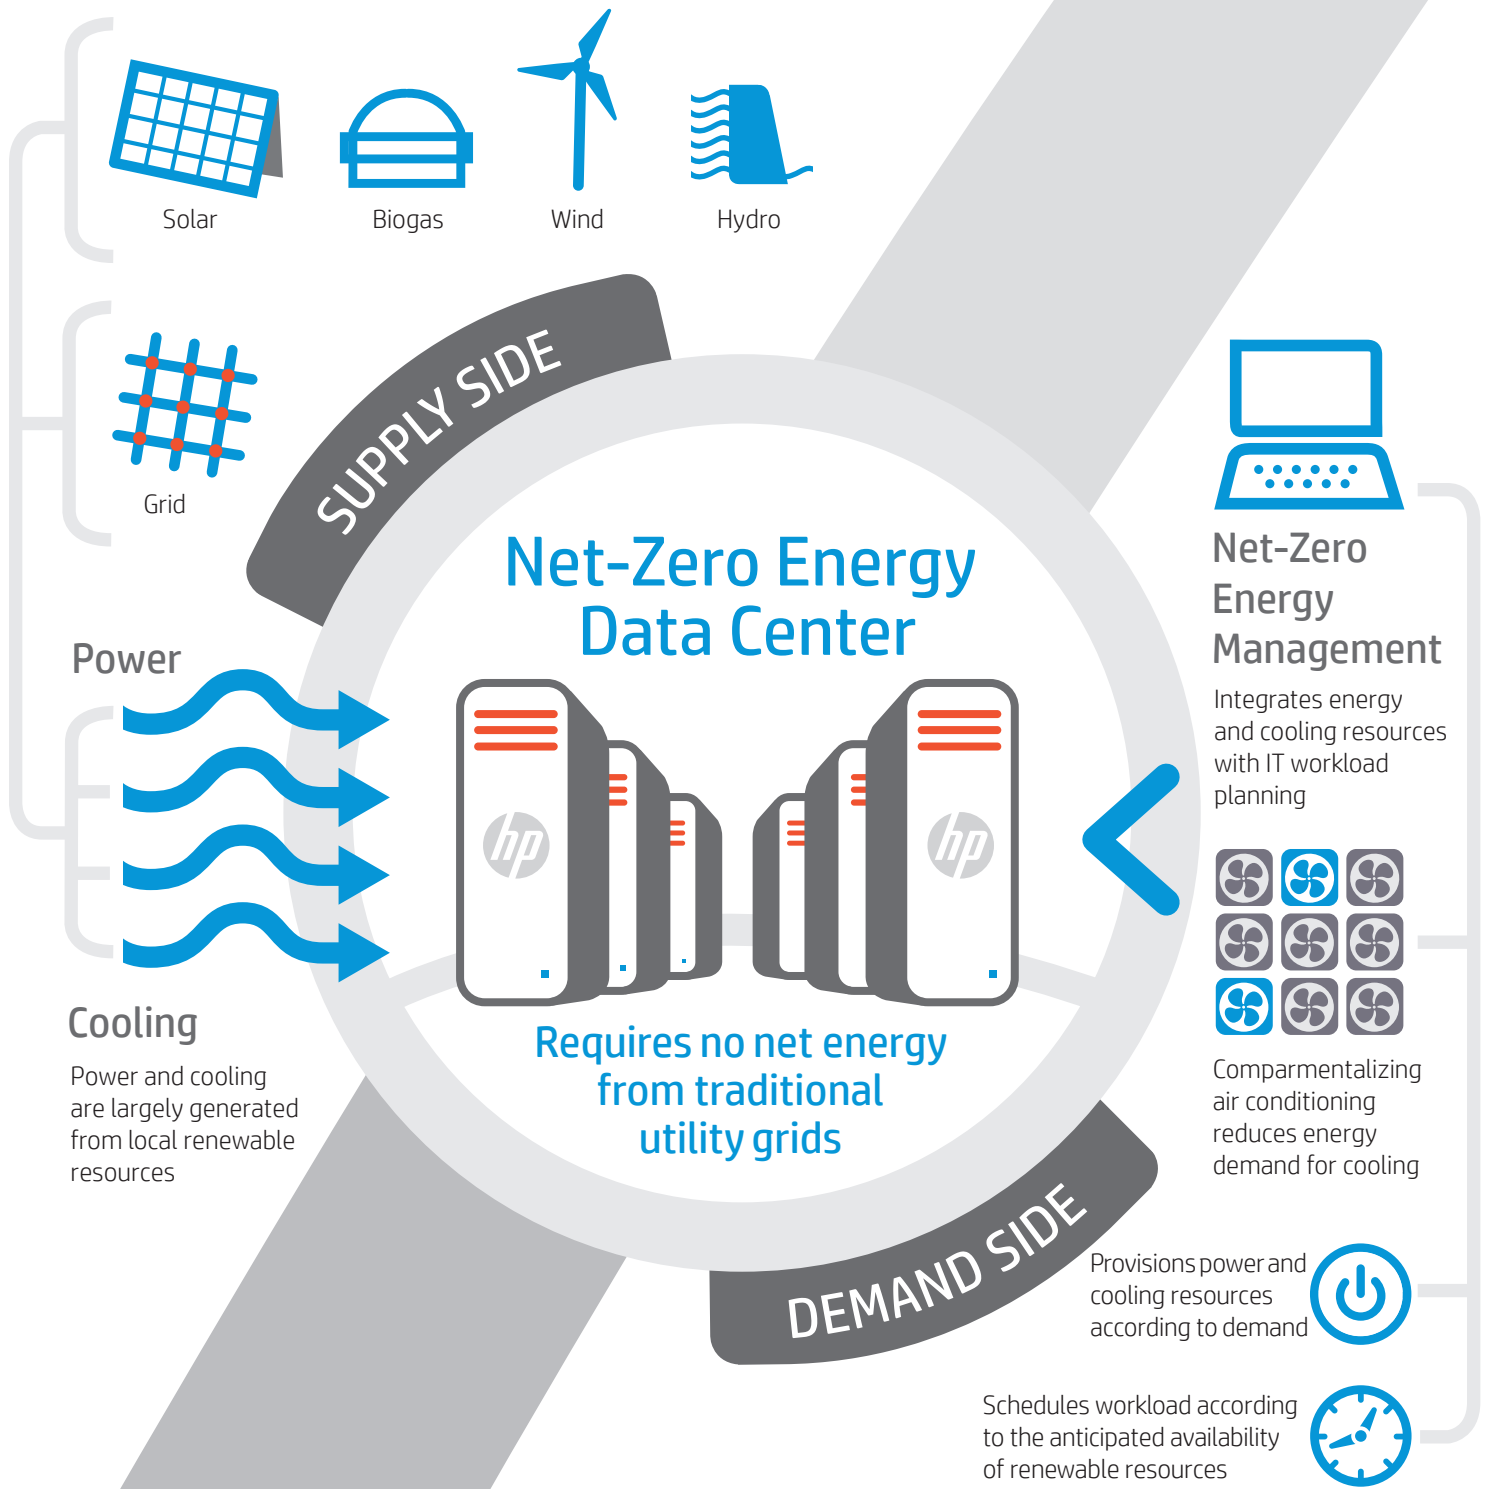 Solar
Biogas
Wind
Hydro
Grid
SUPPLY SIDE
Power
Cooling
Power and cooling
are largely generated
from local renewable
resources
Net-Zero Energy
Data Center
hp
hp
Requires no net energy
from traditional
utility grids
Net-Zero
Energy
Management
Integrates energy
and cooling resources
with IT workload
planning
Comparmentalizing
air conditioning
reduces energy
demand for cooling
DEMAND SIDE
Provisions power and
cooling resources
according to demand
Schedules workload according
to the anticipated availability
of renewable resources